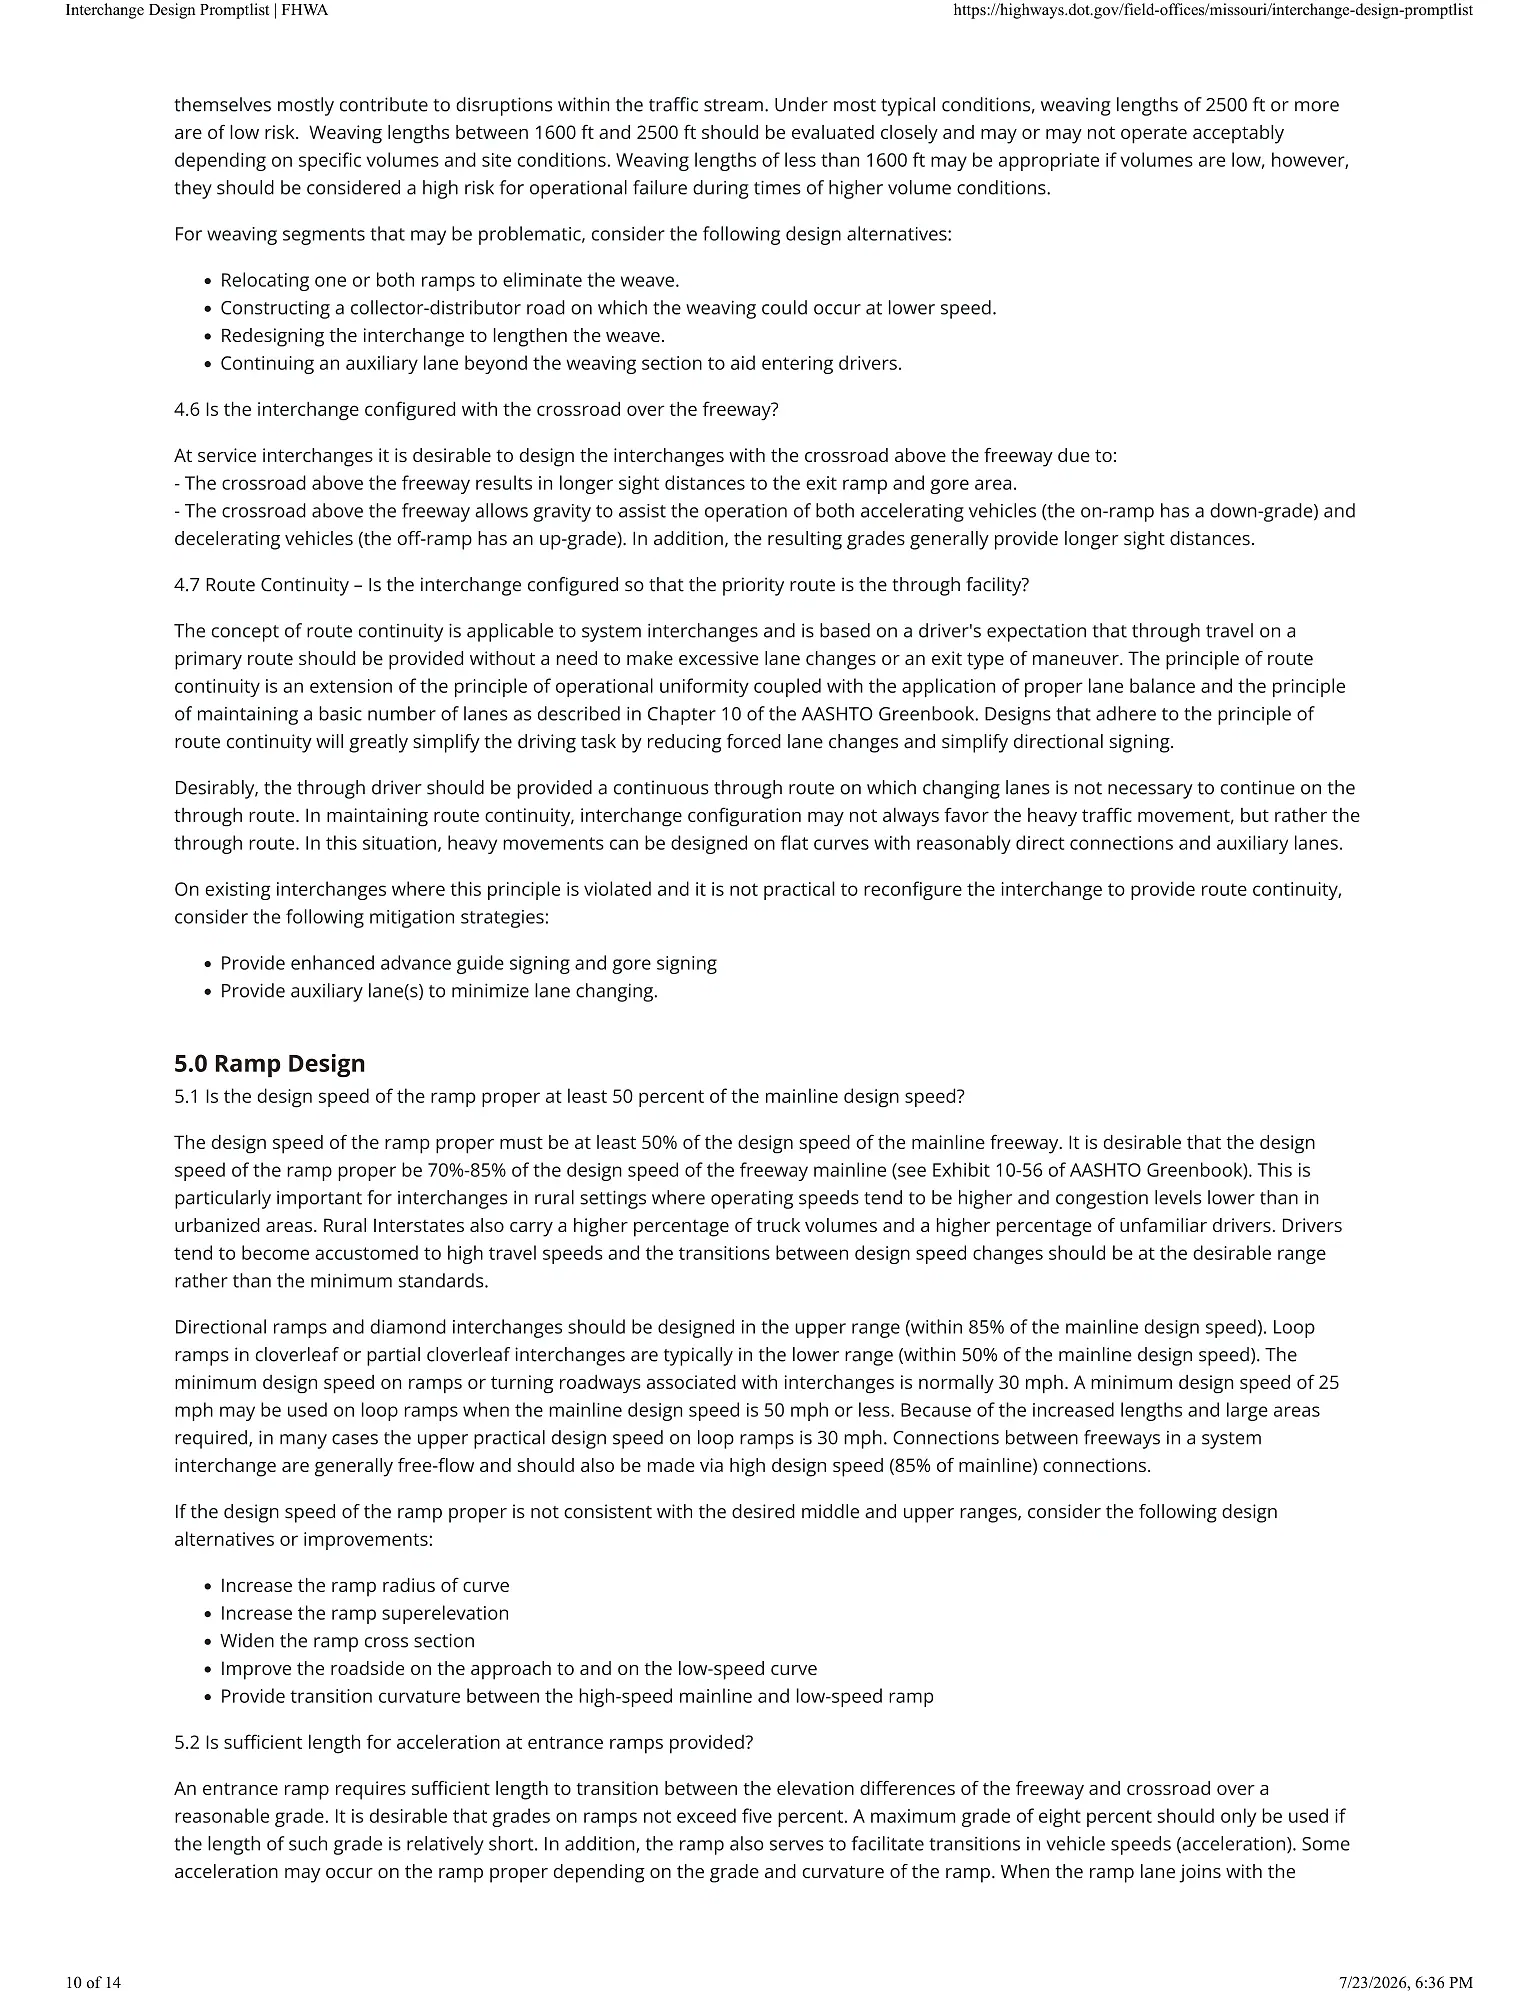 Interchange Design Promptlist | FHWA
https://highways.dot.gov/field-offices/missouri/interchange-design-promptlist
themselves mostly contribute to disruptions within the traffic stream. Under most typical conditions, weaving lengths of 2500 ft or more
are of low risk.  Weaving lengths between 1600 ft and 2500 ft should be evaluated closely and may or may not operate acceptably
depending on specific volumes and site conditions. Weaving lengths of less than 1600 ft may be appropriate if volumes are low, however,
they should be considered a high risk for operational failure during times of higher volume conditions.
For weaving segments that may be problematic, consider the following design alternatives:
• Relocating one or both ramps to eliminate the weave.
• Constructing a collector-distributor road on which the weaving could occur at lower speed.
• Redesigning the interchange to lengthen the weave.
• Continuing an auxiliary lane beyond the weaving section to aid entering drivers.
4.6 Is the interchange configured with the crossroad over the freeway?
At service interchanges it is desirable to design the interchanges with the crossroad above the freeway due to:
- The crossroad above the freeway results in longer sight distances to the exit ramp and gore area.
- The crossroad above the freeway allows gravity to assist the operation of both accelerating vehicles (the on-ramp has a down-grade) and
decelerating vehicles (the off-ramp has an up-grade). In addition, the resulting grades generally provide longer sight distances.
4.7 Route Continuity – Is the interchange configured so that the priority route is the through facility?
The concept of route continuity is applicable to system interchanges and is based on a driver's expectation that through travel on a
primary route should be provided without a need to make excessive lane changes or an exit type of maneuver. The principle of route
continuity is an extension of the principle of operational uniformity coupled with the application of proper lane balance and the principle
of maintaining a basic number of lanes as described in Chapter 10 of the AASHTO Greenbook. Designs that adhere to the principle of
route continuity will greatly simplify the driving task by reducing forced lane changes and simplify directional signing.
Desirably, the through driver should be provided a continuous through route on which changing lanes is not necessary to continue on the
through route. In maintaining route continuity, interchange configuration may not always favor the heavy traffic movement, but rather the
through route. In this situation, heavy movements can be designed on flat curves with reasonably direct connections and auxiliary lanes.
On existing interchanges where this principle is violated and it is not practical to reconfigure the interchange to provide route continuity,
consider the following mitigation strategies:
• Provide enhanced advance guide signing and gore signing
• Provide auxiliary lane(s) to minimize lane changing.
5.0 Ramp Design
5.1 Is the design speed of the ramp proper at least 50 percent of the mainline design speed?
The design speed of the ramp proper must be at least 50% of the design speed of the mainline freeway. It is desirable that the design
speed of the ramp proper be 70%-85% of the design speed of the freeway mainline (see Exhibit 10-56 of AASHTO Greenbook). This is
particularly important for interchanges in rural settings where operating speeds tend to be higher and congestion levels lower than in
urbanized areas. Rural Interstates also carry a higher percentage of truck volumes and a higher percentage of unfamiliar drivers. Drivers
tend to become accustomed to high travel speeds and the transitions between design speed changes should be at the desirable range
rather than the minimum standards.
Directional ramps and diamond interchanges should be designed in the upper range (within 85% of the mainline design speed). Loop
ramps in cloverleaf or partial cloverleaf interchanges are typically in the lower range (within 50% of the mainline design speed). The
minimum design speed on ramps or turning roadways associated with interchanges is normally 30 mph. A minimum design speed of 25
mph may be used on loop ramps when the mainline design speed is 50 mph or less. Because of the increased lengths and large areas
required, in many cases the upper practical design speed on loop ramps is 30 mph. Connections between freeways in a system
interchange are generally free-flow and should also be made via high design speed (85% of mainline) connections.
If the design speed of the ramp proper is not consistent with the desired middle and upper ranges, consider the following design
alternatives or improvements:
• Increase the ramp radius of curve
• Increase the ramp superelevation
• Widen the ramp cross section
• Improve the roadside on the approach to and on the low-speed curve
• Provide transition curvature between the high-speed mainline and low-speed ramp
5.2 Is sufficient length for acceleration at entrance ramps provided?
An entrance ramp requires sufficient length to transition between the elevation differences of the freeway and crossroad over a
reasonable grade. It is desirable that grades on ramps not exceed five percent. A maximum grade of eight percent should only be used if
the length of such grade is relatively short. In addition, the ramp also serves to facilitate transitions in vehicle speeds (acceleration). Some
acceleration may occur on the ramp proper depending on the grade and curvature of the ramp. When the ramp lane joins with the
10 of 14
7/23/2026, 6:36 PM